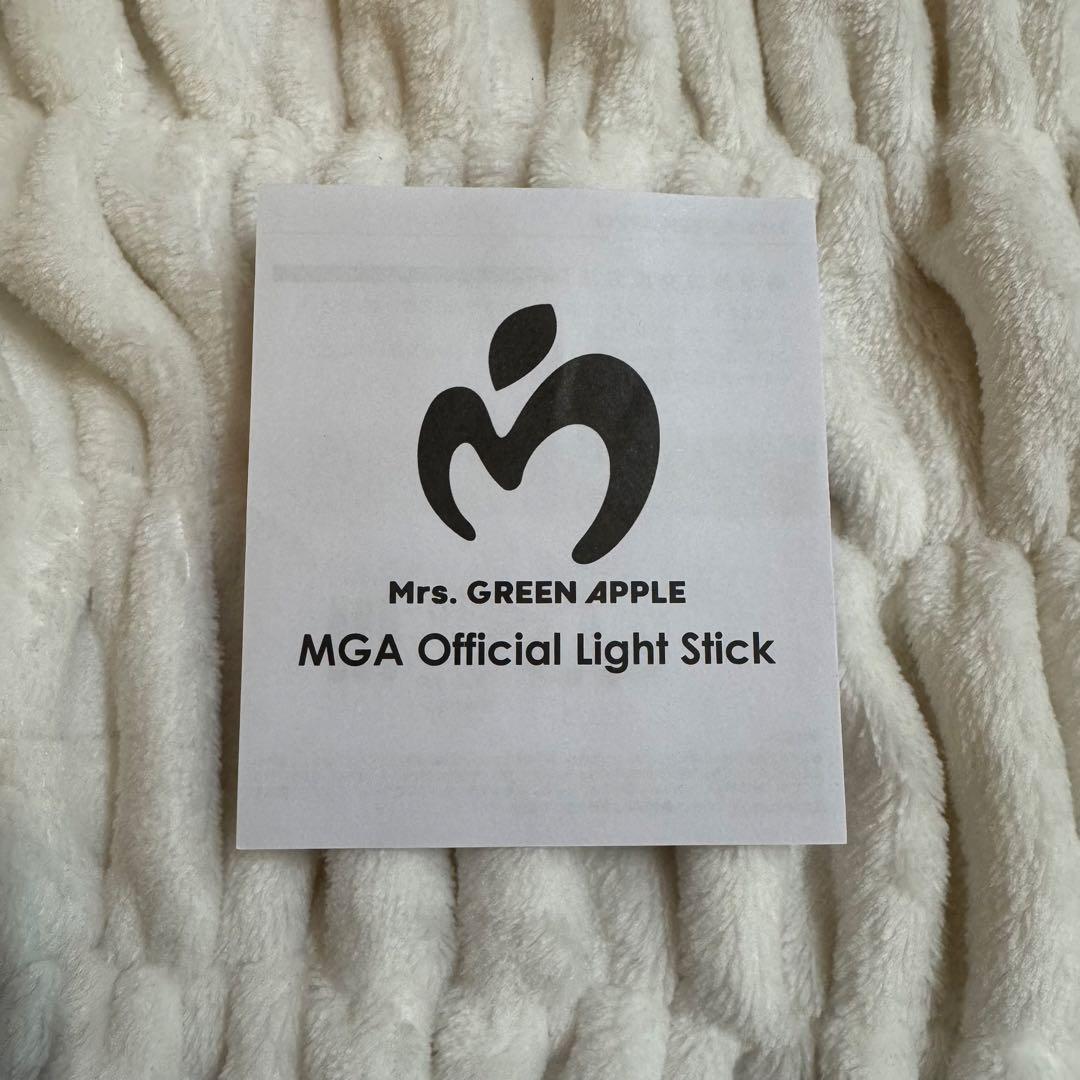 Mrs. GREEN APPLE
MGA Official Light Stick